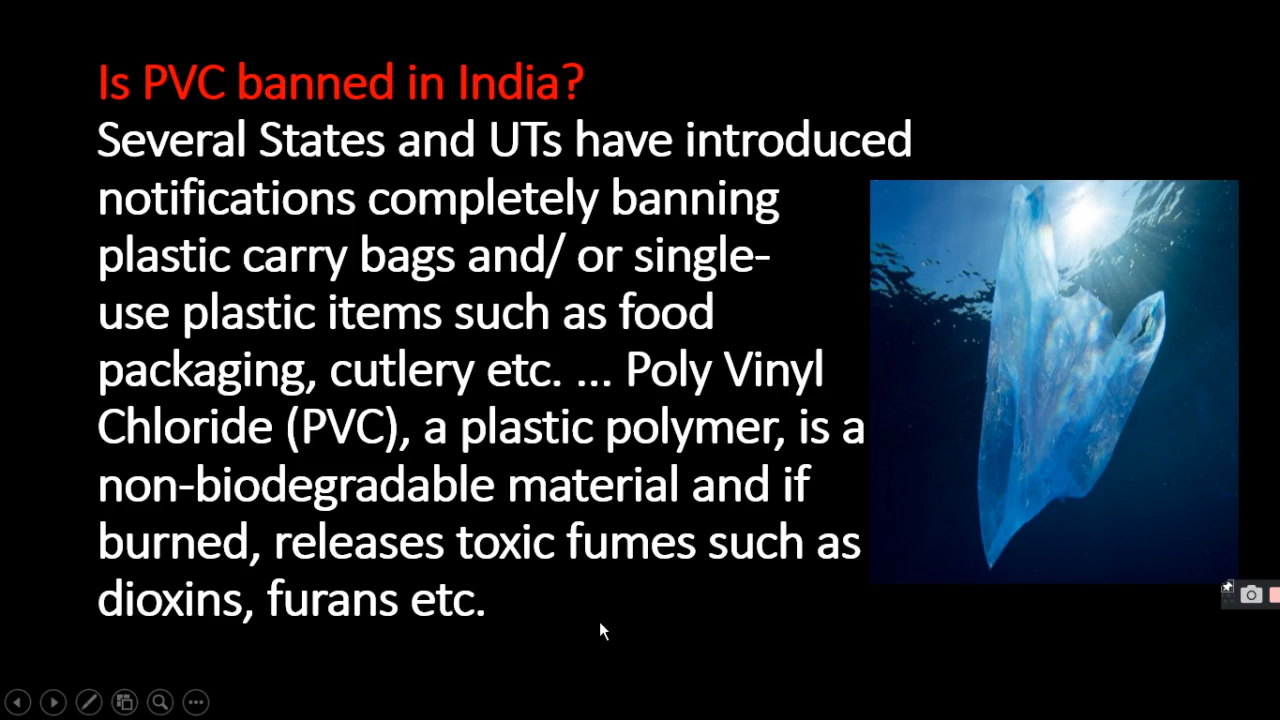 Is PVC banned in India?
Several States and UTs have introduced
notifications completely banning
plastic carry bags and/ or single-
use plastic items such as food
packaging, cutlery etc. ... Poly Vinyl
Chloride (PVC), a plastic polymer, is a
non-biodegradable material and if
burned, releases toxic fumes such as
dioxins, furans etc.